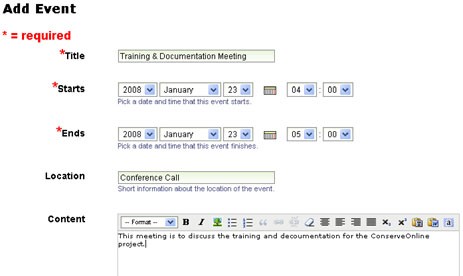 Add Event
* = required
*Title Training & Documentation Meeting
*Starts 2008 January 23 04 : 00
Pick a date and time that this event starts.
*Ends 2008 January 23 05 : 00
Pick a date and time that this event finishes.
Location Conference Call
Short information about the location of the event.
Content -- Format -- B I x₂ x² a
This meeting is to discuss the training and decoumentation for the ConserveOnline
project.